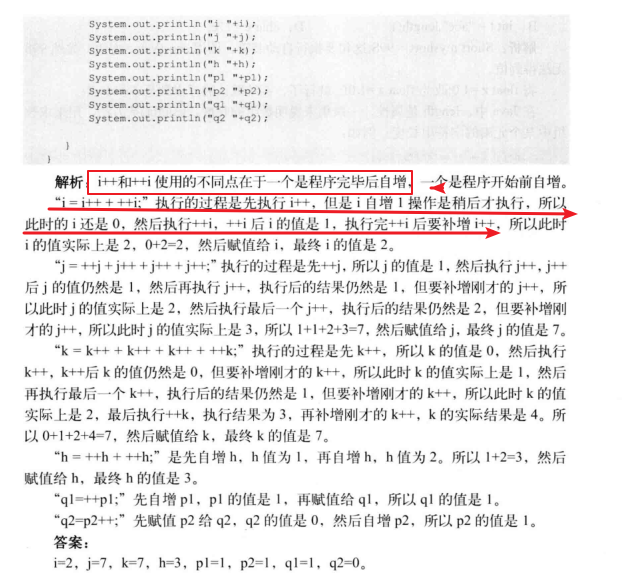 System.out.println("i "+i);
System.out.println("j "+j);
System.out.println("k "+k);
System.out.println("h "+h);
System.out.println("p1 "+p1);
System.out.println("p2 "+p2);
System.out.println("q1 "+q1);
System.out.println("q2 "+q2);
}
}
解析：i++和++i 使用的不同点在于一个是程序完毕后自增，一个是程序开始前自增。
“i = i++ + ++i;” 执行的过程是先执行 i++，但是 i 自增 1 操作是稍后才执行，所以
此时的 i 还是 0，然后执行++i，++i 后 i 的值是 1，执行完++i 后要补增 i++，所以此时
i 的值实际上是 2，0+2=2，然后赋值给 i，最终 i 的值是 2。
“j = ++j + j++ + j++ + j++;” 执行的过程是先++j，所以 j 的值是 1，然后执行 j++，j++
后 j 的值仍然是 1，然后再执行 j++，执行后的结果仍然是 1，但要补增刚才的 j++，所
以此时 j 的值实际上是 2，然后执行最后一个 j++，执行后的结果仍然是 2，但要补增刚
才的 j++，所以此时 j 的值实际上是 3，所以 1+1+2+3=7，然后赋值给 j，最终 j 的值是 7。
“k = k++ + k++ + k++ + ++k;” 执行的过程是先 k++，所以 k 的值是 0，然后执行
k++，k++后 k 的值仍然是 0，但要补增刚才的 k++，所以此时 k 的值实际上是 1，然后
再执行最后一个 k++，执行后的结果仍然是 1，但要补增刚才的 k++，所以此时 k 的值
实际上是 2，最后执行++k，执行结果为 3，再补增刚才的 k++，k 的实际结果是 4。所
以 0+1+2+4=7，然后赋值给 k，最终 k 的值是 7。
“h = ++h + ++h;” 是先自增 h，h 值为 1，再自增 h，h 值为 2。所以 1+2=3，然后
赋值给 h，最终 h 的值是 3。
“q1=++p1;” 先自增 p1，p1 的值是 1，再赋值给 q1，所以 q1 的值是 1。
“q2=p2++;” 先赋值 p2 给 q2，q2 的值是 0，然后自增 p2，所以 p2 的值是 1。
答案：
i=2，j=7，k=7，h=3，p1=1，p2=1，q1=1，q2=0。